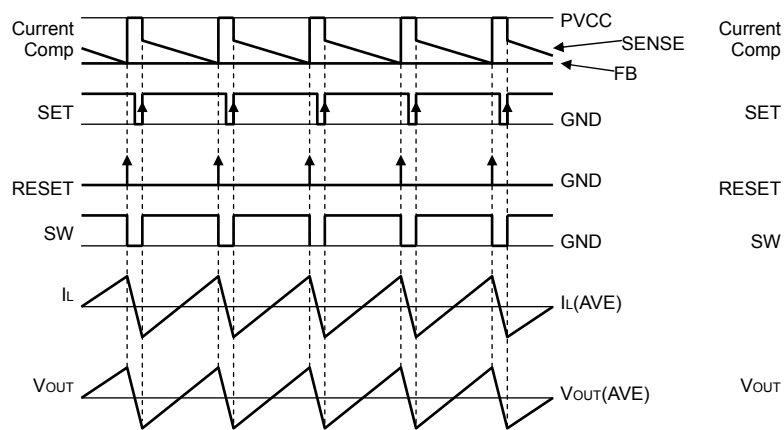 PVCC
Current
Comp
SENSE
FB
SET
GND
RESET
GND
SW
GND
IL
IL(AVE)
VOUT
VOUT(AVE)
Current
Comp
SET
RESET
SW
VOUT